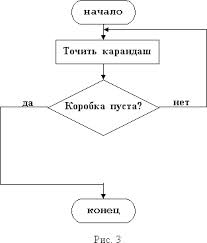 начало
Точить карандаш
да
Коробка пуста?
нет
конец
Рис. 3